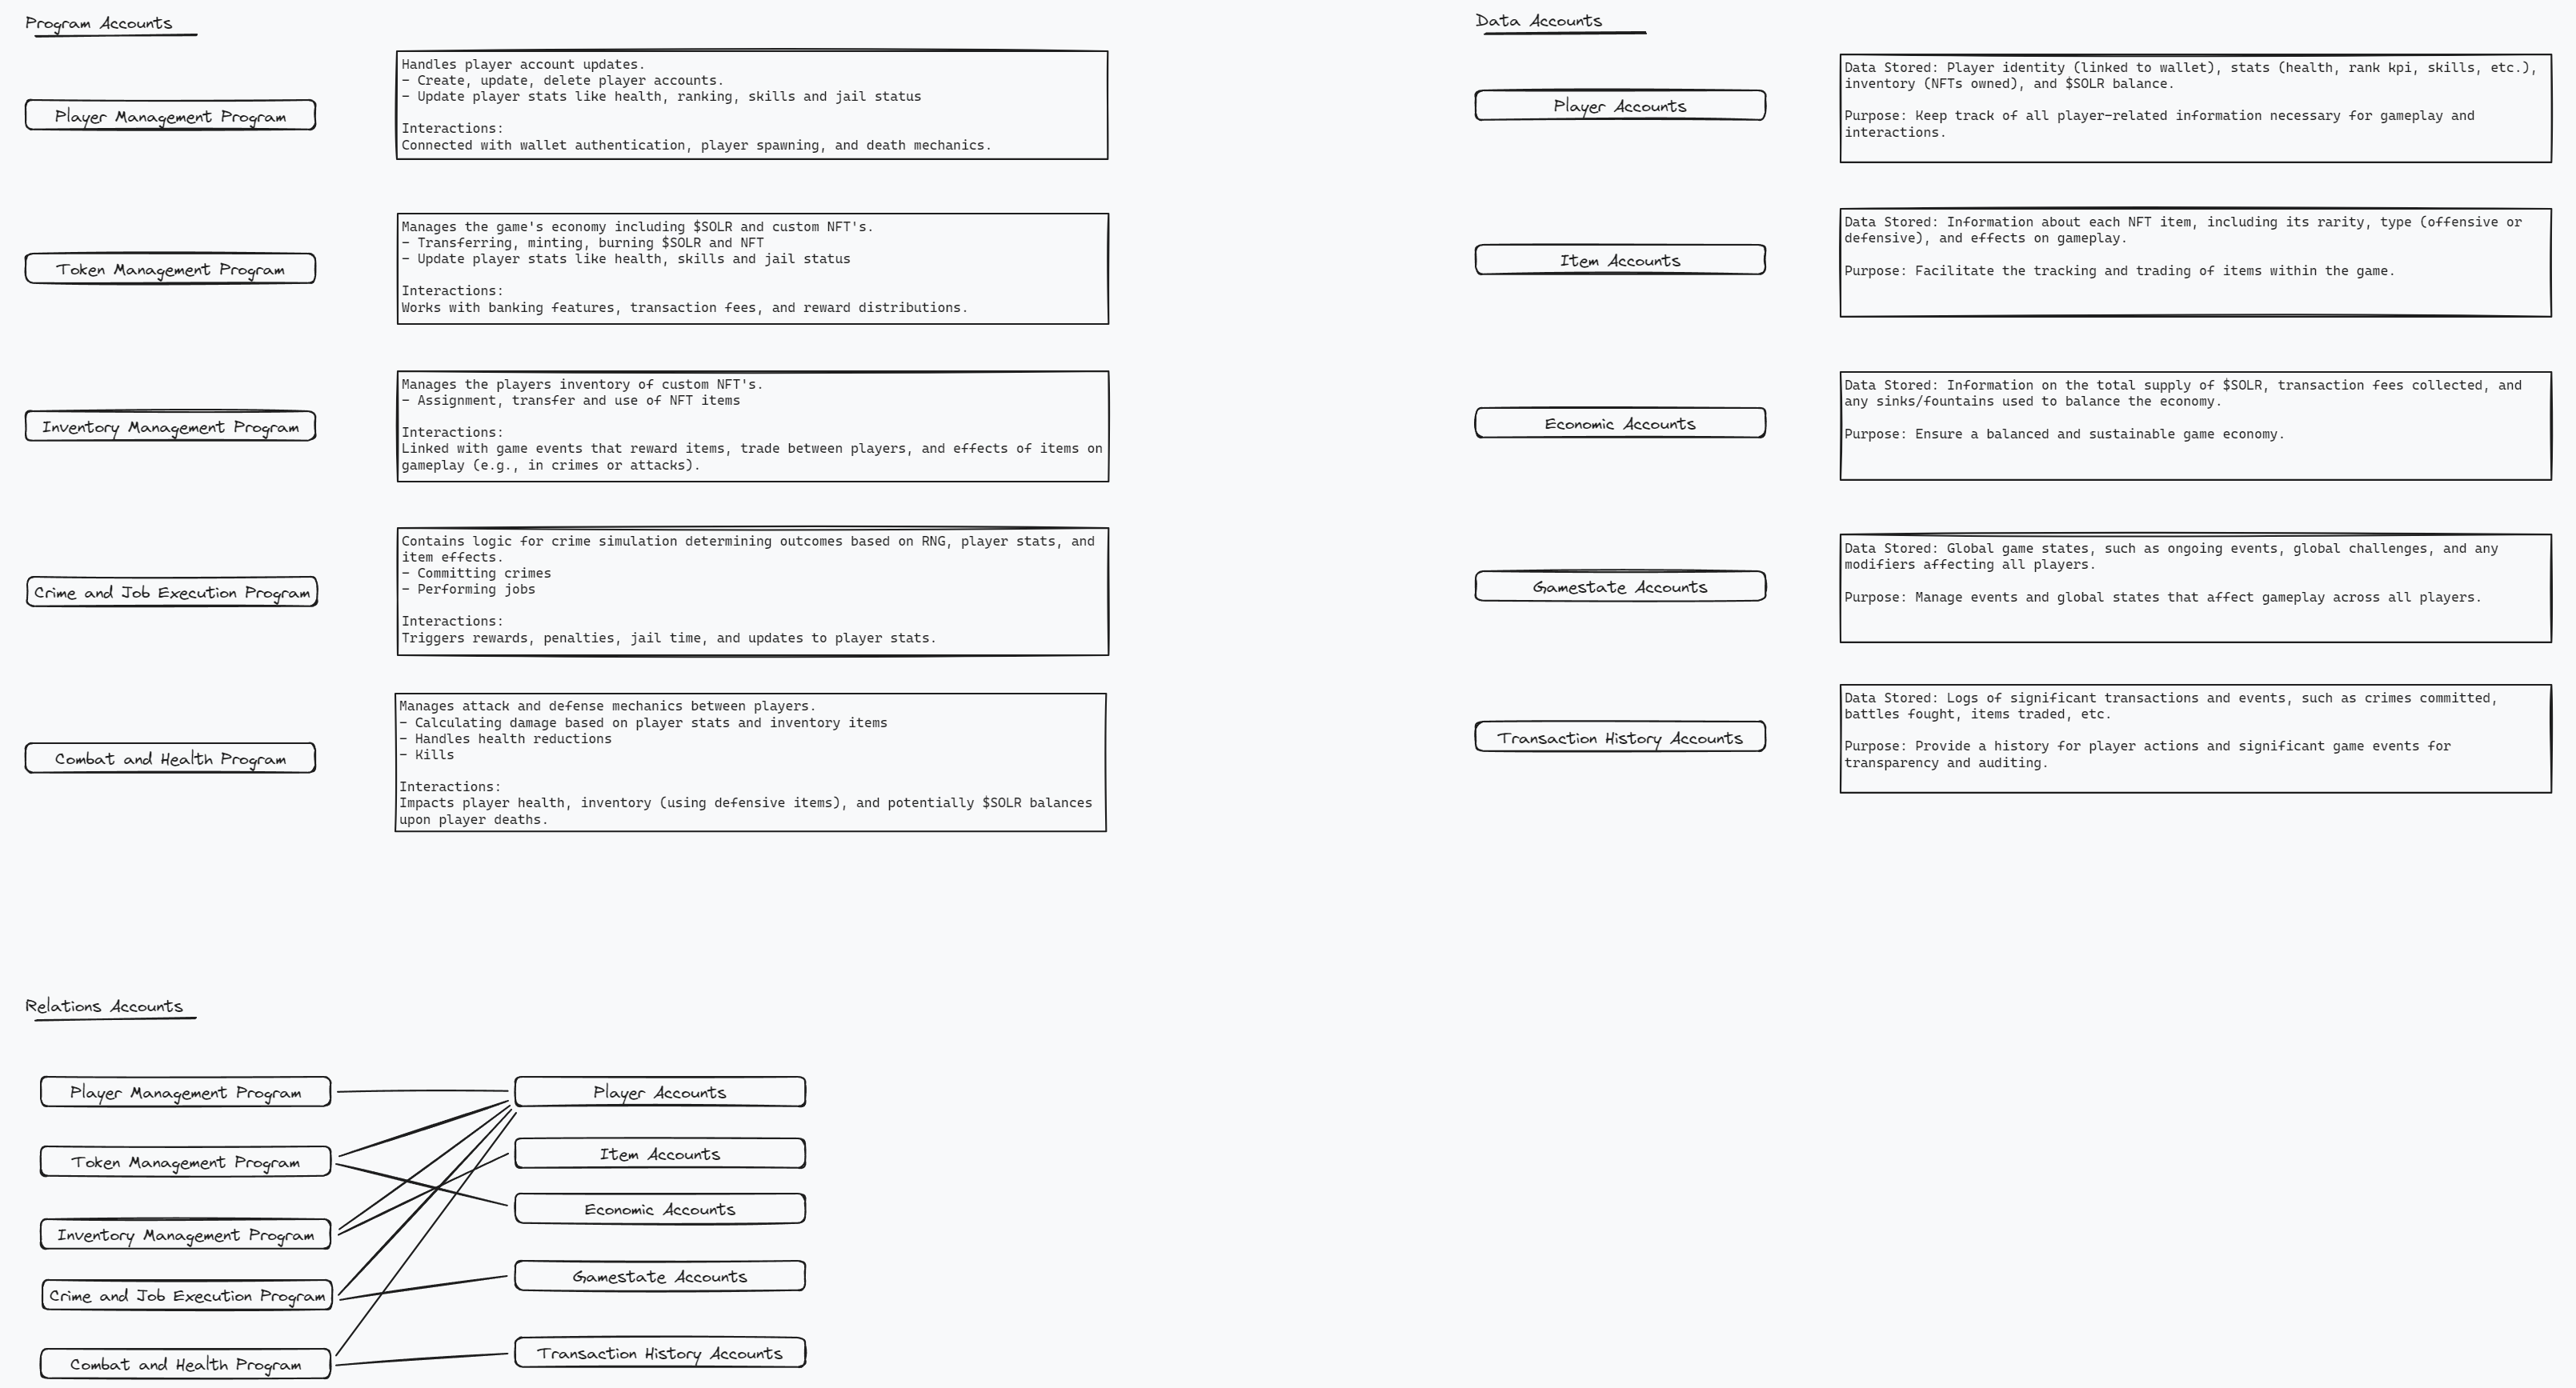 Program Accounts
Player Management Program
Handles player account updates.
- Create, update, delete player accounts.
- Update player stats like health, ranking, skills and jail status
Interactions:
Connected with wallet authentication, player spawning, and death mechanics.
Token Management Program
Manages the game's economy including $SOLR and custom NFT's.
- Transferring, minting, burning $SOLR and NFT
- Update player stats like health, skills and jail status
Interactions:
Works with banking features, transaction fees, and reward distributions.
Inventory Management Program
Manages the players inventory of custom NFT's.
- Assignment, transfer and use of NFT items
Interactions:
Linked with game events that reward items, trade between players, and effects of items on
gameplay (e.g., in crimes or attacks).
Crime and Job Execution Program
Contains logic for crime simulation determining outcomes based on RNG, player stats, and
item effects.
- Committing crimes
- Performing jobs
Interactions:
Triggers rewards, penalties, jail time, and updates to player stats.
Combat and Health Program
Manages attack and defense mechanics between players.
- Calculating damage based on player stats and inventory items
- Handles health reductions
- Kills
Interactions:
Impacts player health, inventory (using defensive items), and potentially $SOLR balances
upon player deaths.
Data Accounts
Player Accounts
Data Stored: Player identity (linked to wallet), stats (health, rank kpi, skills, etc.),
inventory (NFTs owned), and $SOLR balance.
Purpose: Keep track of all player-related information necessary for gameplay and
interactions.
Item Accounts
Data Stored: Information about each NFT item, including its rarity, type (offensive or
defensive), and effects on gameplay.
Purpose: Facilitate the tracking and trading of items within the game.
Economic Accounts
Data Stored: Information on the total supply of $SOLR, transaction fees collected, and
any sinks/fountains used to balance the economy.
Purpose: Ensure a balanced and sustainable game economy.
Gamestate Accounts
Data Stored: Global game states, such as ongoing events, global challenges, and any
modifiers affecting all players.
Purpose: Manage events and global states that affect gameplay across all players.
Transaction History Accounts
Data Stored: Logs of significant transactions and events, such as crimes committed,
battles fought, items traded, etc.
Purpose: Provide a history for player actions and significant game events for
transparency and auditing.
Relations Accounts
Player Management Program
Token Management Program
Inventory Management Program
Crime and Job Execution Program
Combat and Health Program
Player Accounts
Item Accounts
Economic Accounts
Gamestate Accounts
Transaction History Accounts